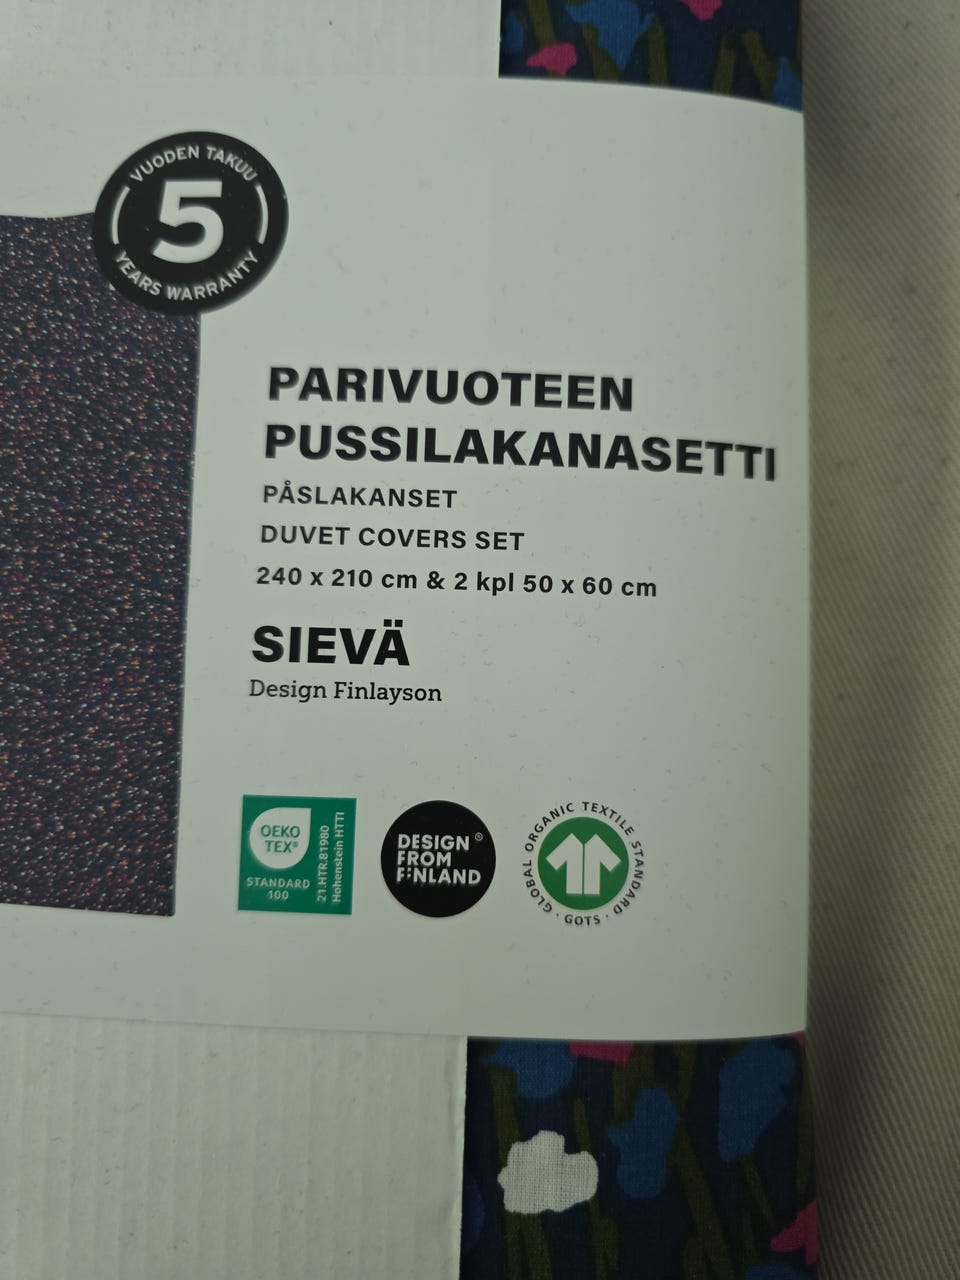 VUODEN TAKUU
5
YEARS WARRANTY
PARIVUOTEEN
PUSSILAKANASETTI
PÅSLAKANSET
DUVET COVERS SET
240 x 210 cm & 2 kpl 50 x 60 cm
SIEVÄ
Design Finlayson
OEKO
TEX®
STANDARD
100
21.HTR.81980
Hohenstein HTTI
DESIGN®
FROM
FINLAND
GLOBAL ORGANIC TEXTILE STANDARD
· GOTS ·